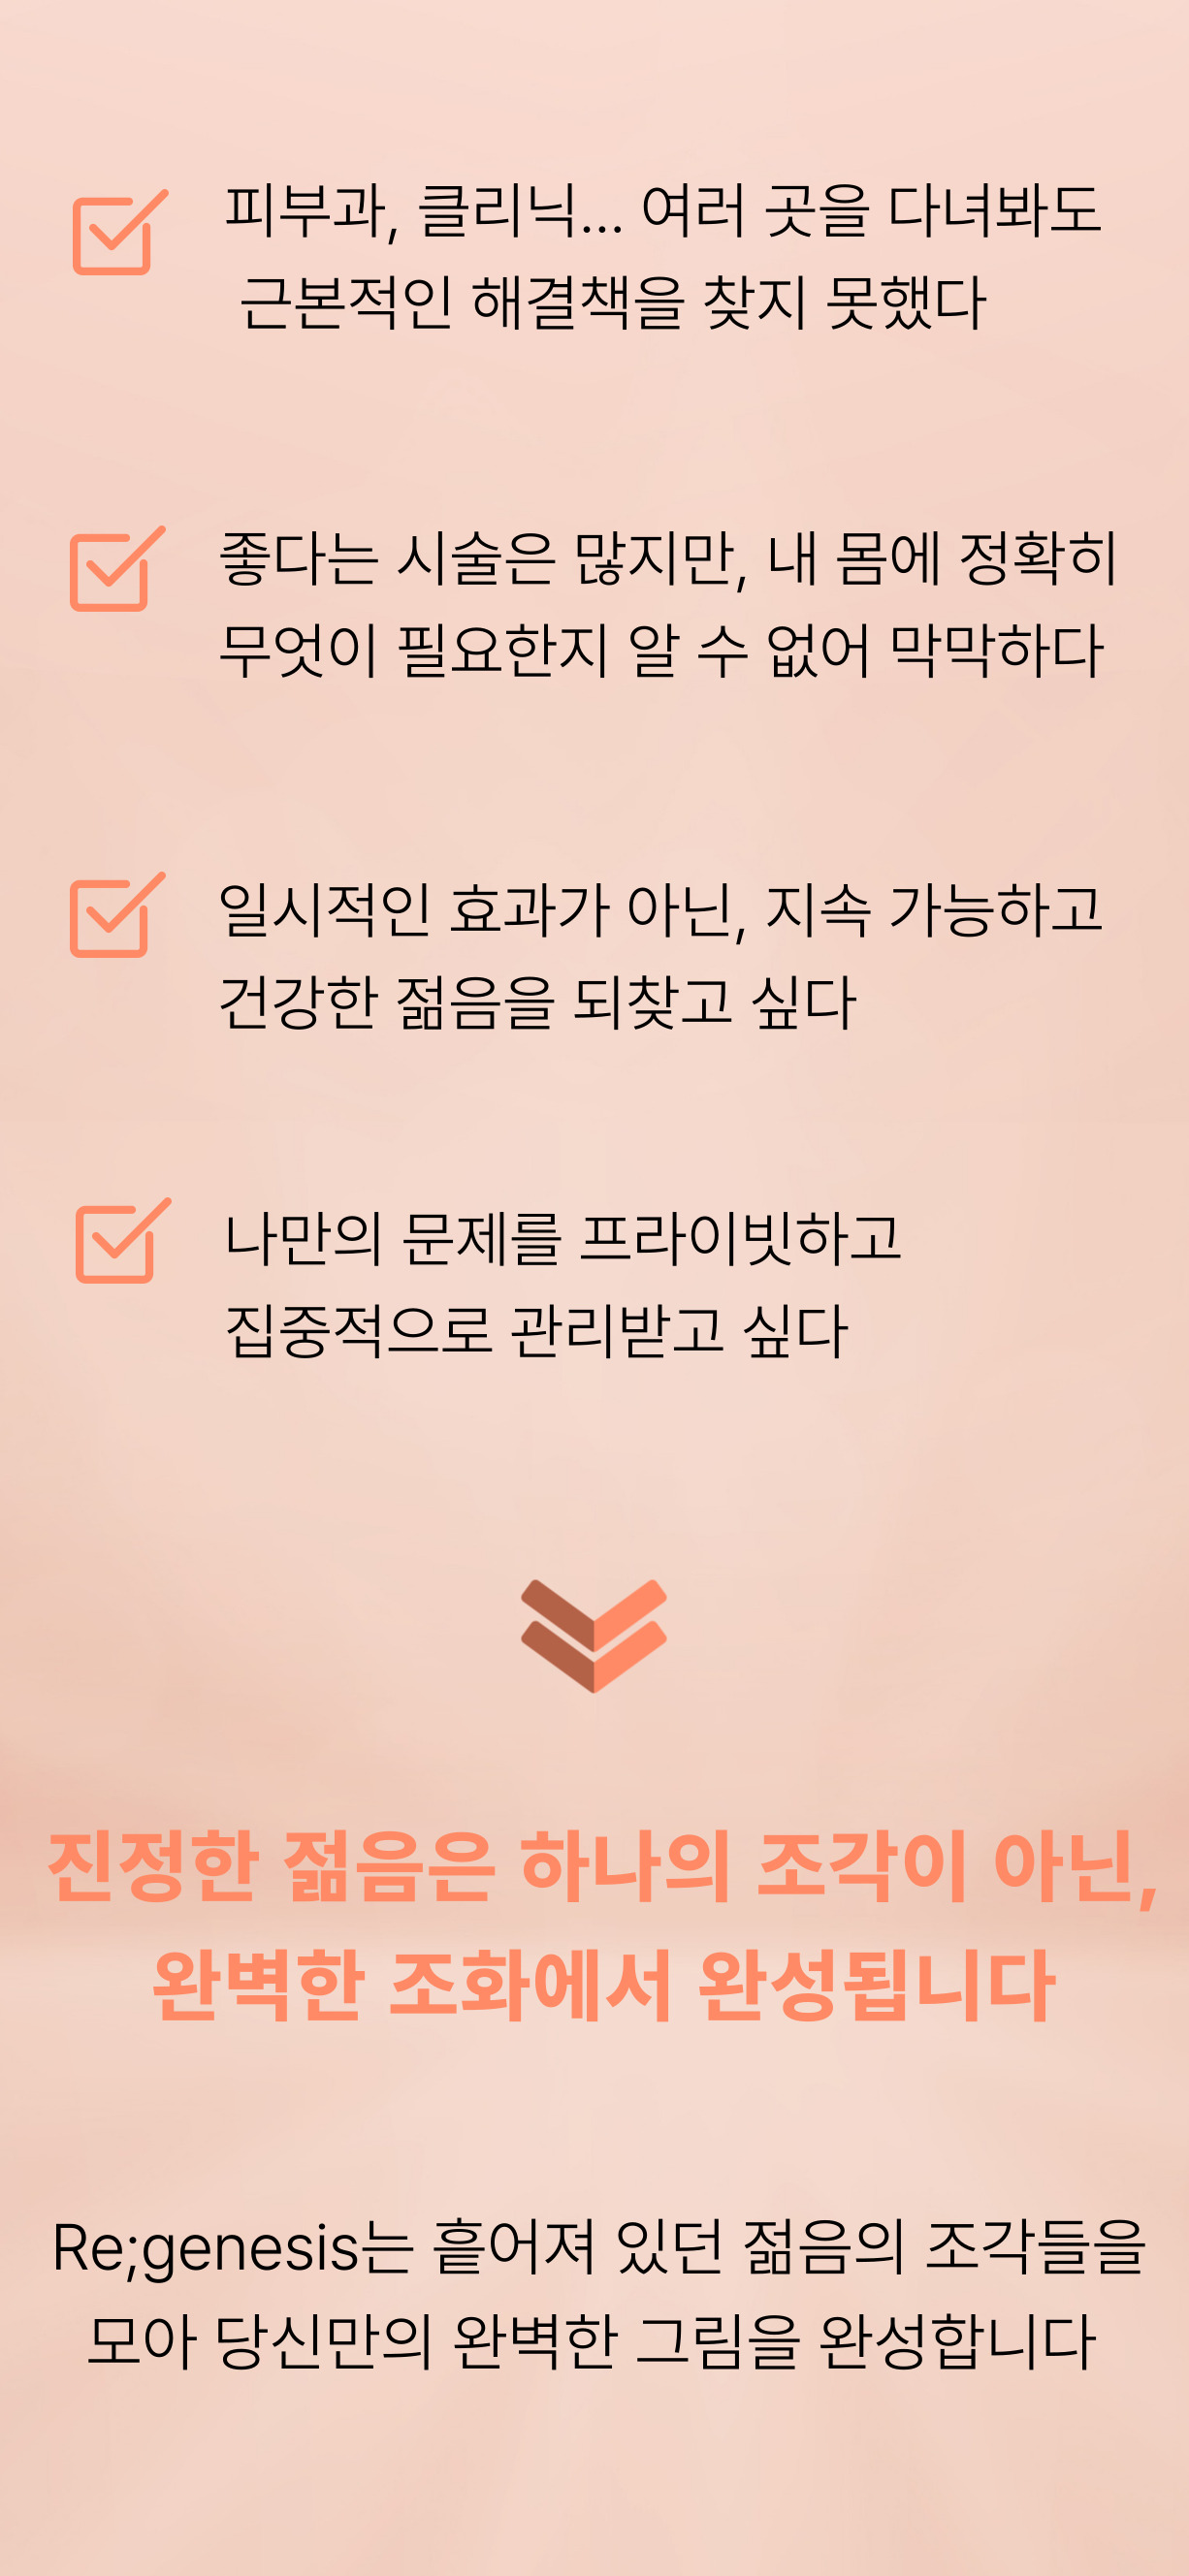 피부과, 클리닉... 여러 곳을 다녀봐도
근본적인 해결책을 찾지 못했다
좋다는 시술은 많지만, 내 몸에 정확히
무엇이 필요한지 알 수 없어 막막하다
일시적인 효과가 아닌, 지속 가능하고
건강한 젊음을 되찾고 싶다
나만의 문제를 프라이빗하고
집중적으로 관리받고 싶다
진정한 젊음은 하나의 조각이 아닌,
완벽한 조화에서 완성됩니다
Re;genesis는 흩어져 있던 젊음의 조각들을
모아 당신만의 완벽한 그림을 완성합니다